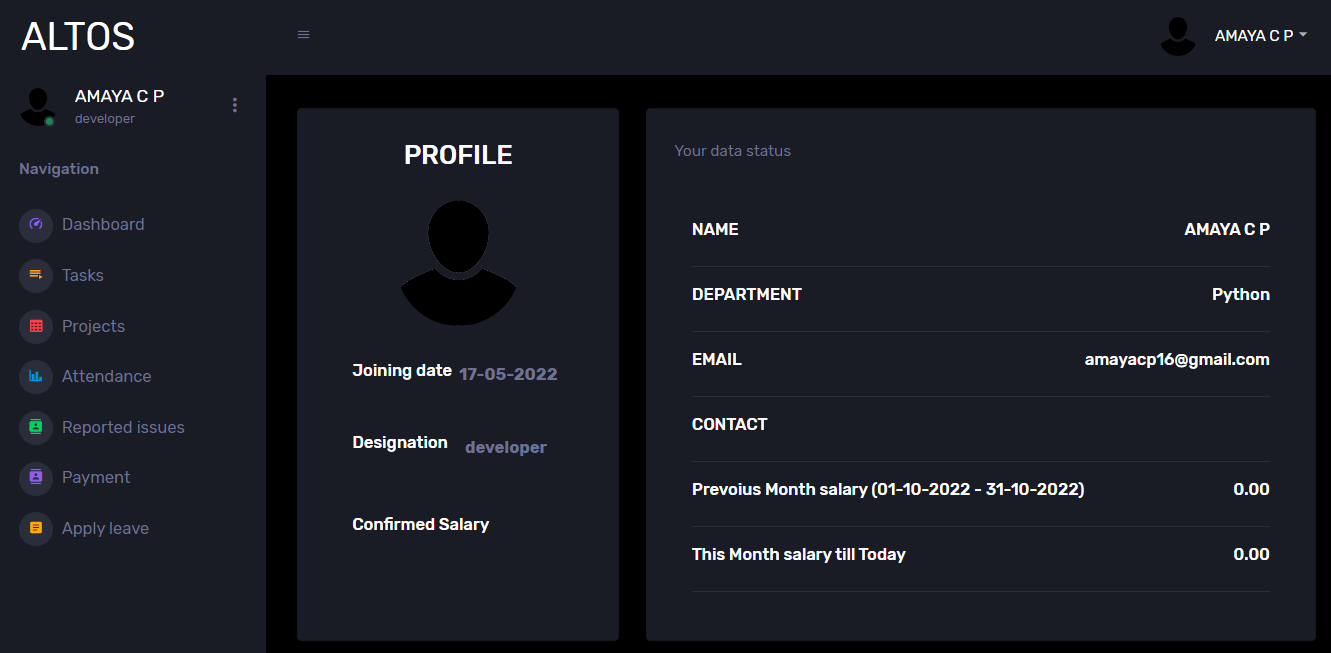 ALTOS
AMAYA C P
AMAYA C P
developer
Navigation
Dashboard
Tasks
Projects
Attendance
Reported issues
Payment
Apply leave
PROFILE
Joining date 17-05-2022
Designation developer
Confirmed Salary
Your data status
NAME AMAYA C P
DEPARTMENT Python
EMAIL amayacp16@gmail.com
CONTACT
Prevoius Month salary (01-10-2022 - 31-10-2022) 0.00
This Month salary till Today 0.00